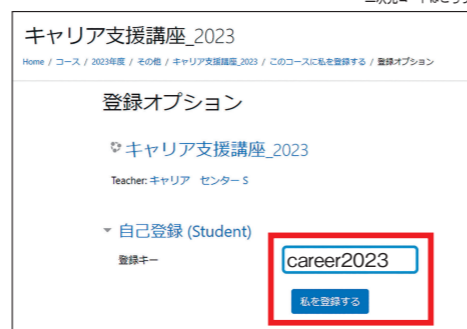 キャリア支援講座_2023
Home / コース / 2023年度 / その他 / キャリア支援講座_2023 / このコースに私を登録する / 登録オプション
登録オプション
キャリア支援講座_2023
Teacher: キャリア センター S
自己登録 (Student)
登録キー career2023
私を登録する